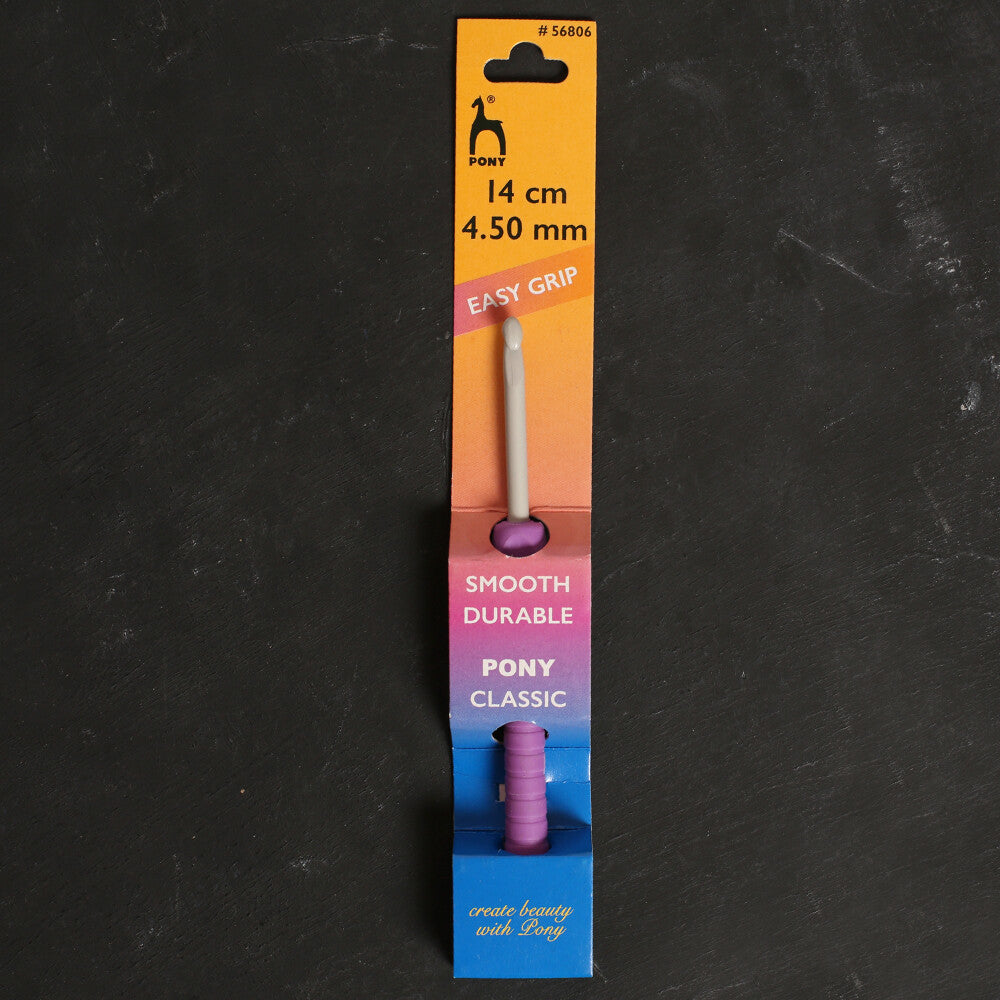 # 56806
®
PONY
14 cm
4.50 mm
EASY GRIP
SMOOTH
DURABLE
PONY
CLASSIC
create beauty
with Pony